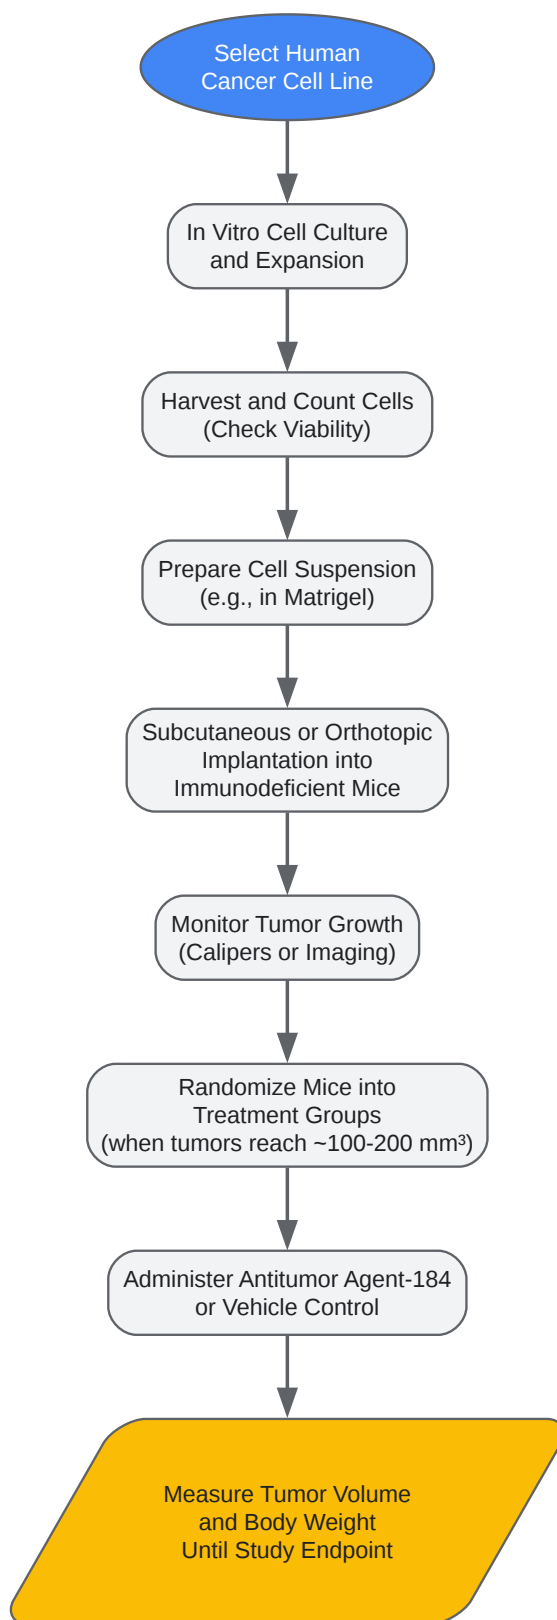 Select Human
Cancer Cell Line
In Vitro Cell Culture
and Expansion
Harvest and Count Cells
(Check Viability)
Prepare Cell Suspension
(e.g., in Matrigel)
Subcutaneous or Orthotopic
Implantation into
Immunodeficient Mice
Monitor Tumor Growth
(Calipers or Imaging)
Randomize Mice into
Treatment Groups
(when tumors reach ~100-200 mm³)
Administer Antitumor Agent-184
or Vehicle Control
Measure Tumor Volume
and Body Weight
Until Study Endpoint